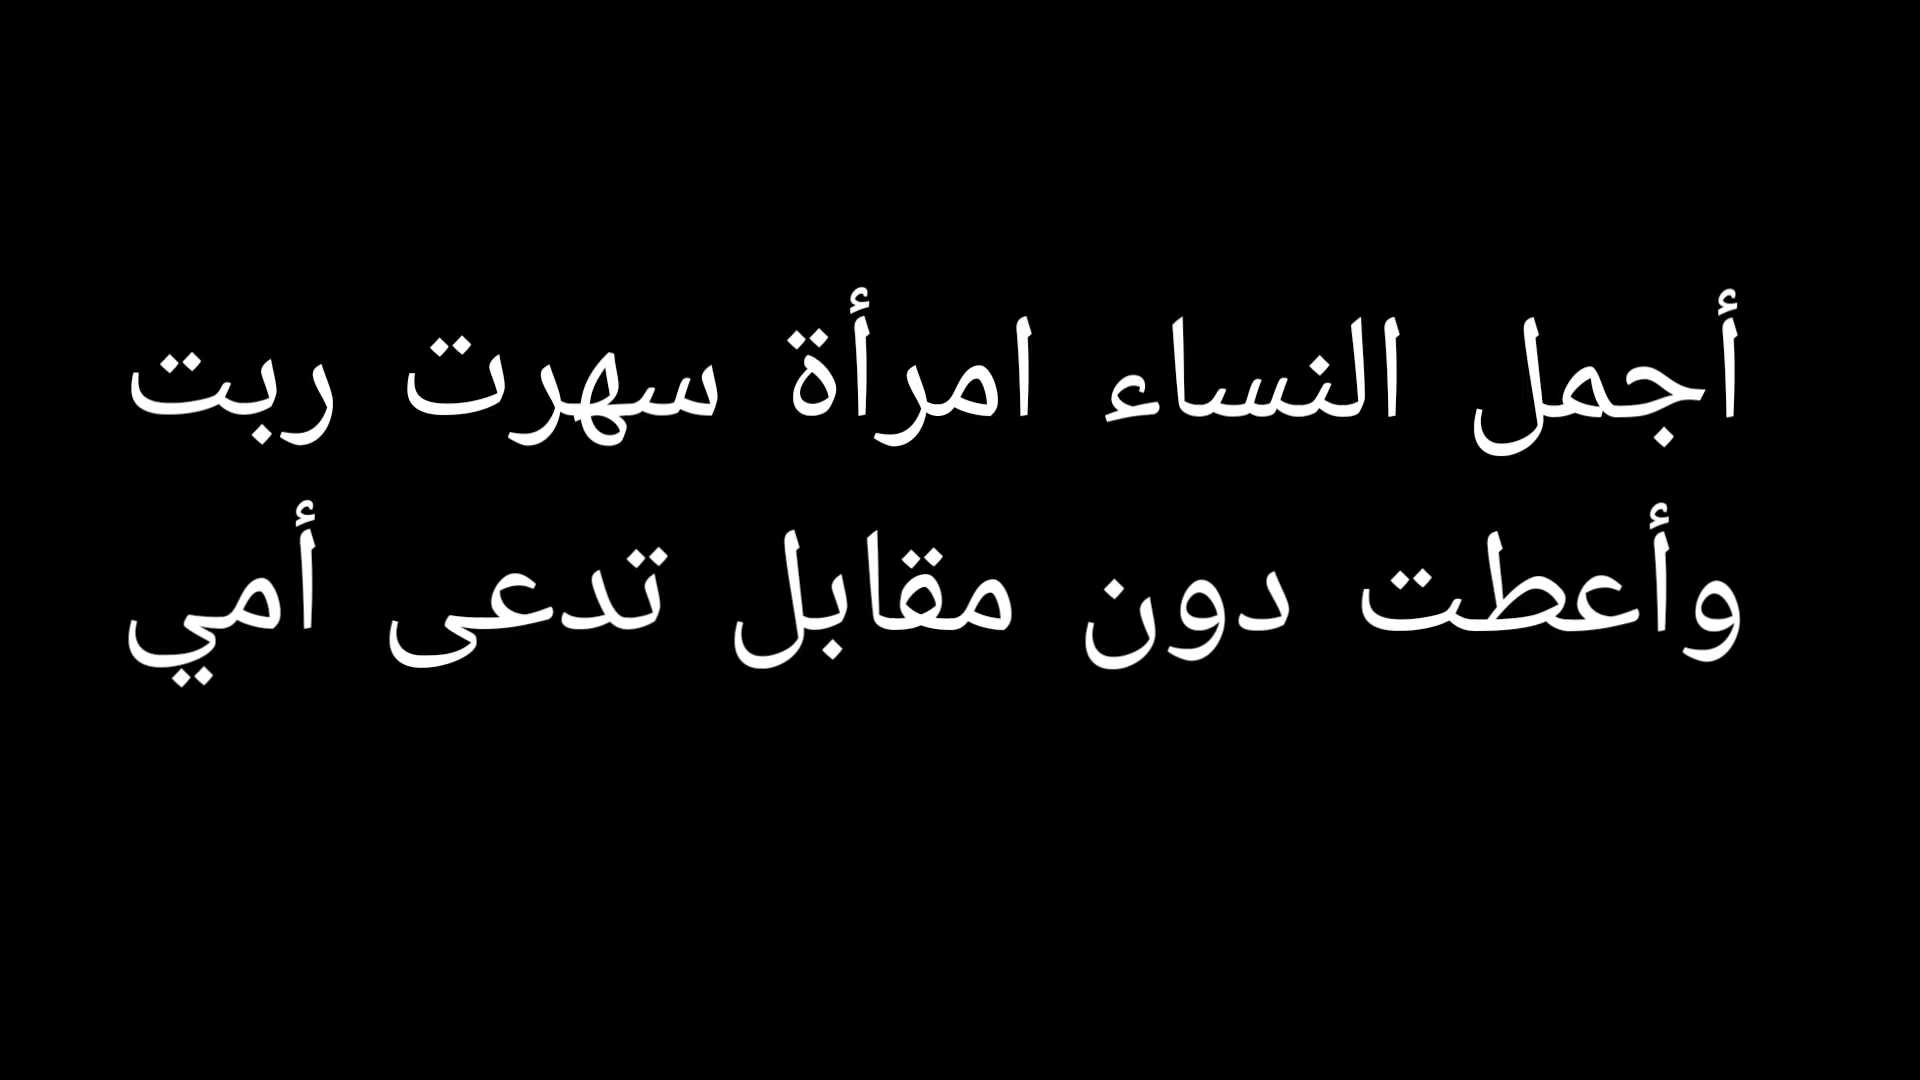 أجمل النساء امرأة سهرت ربت
وأعطت دون مقابل تدعى أمي